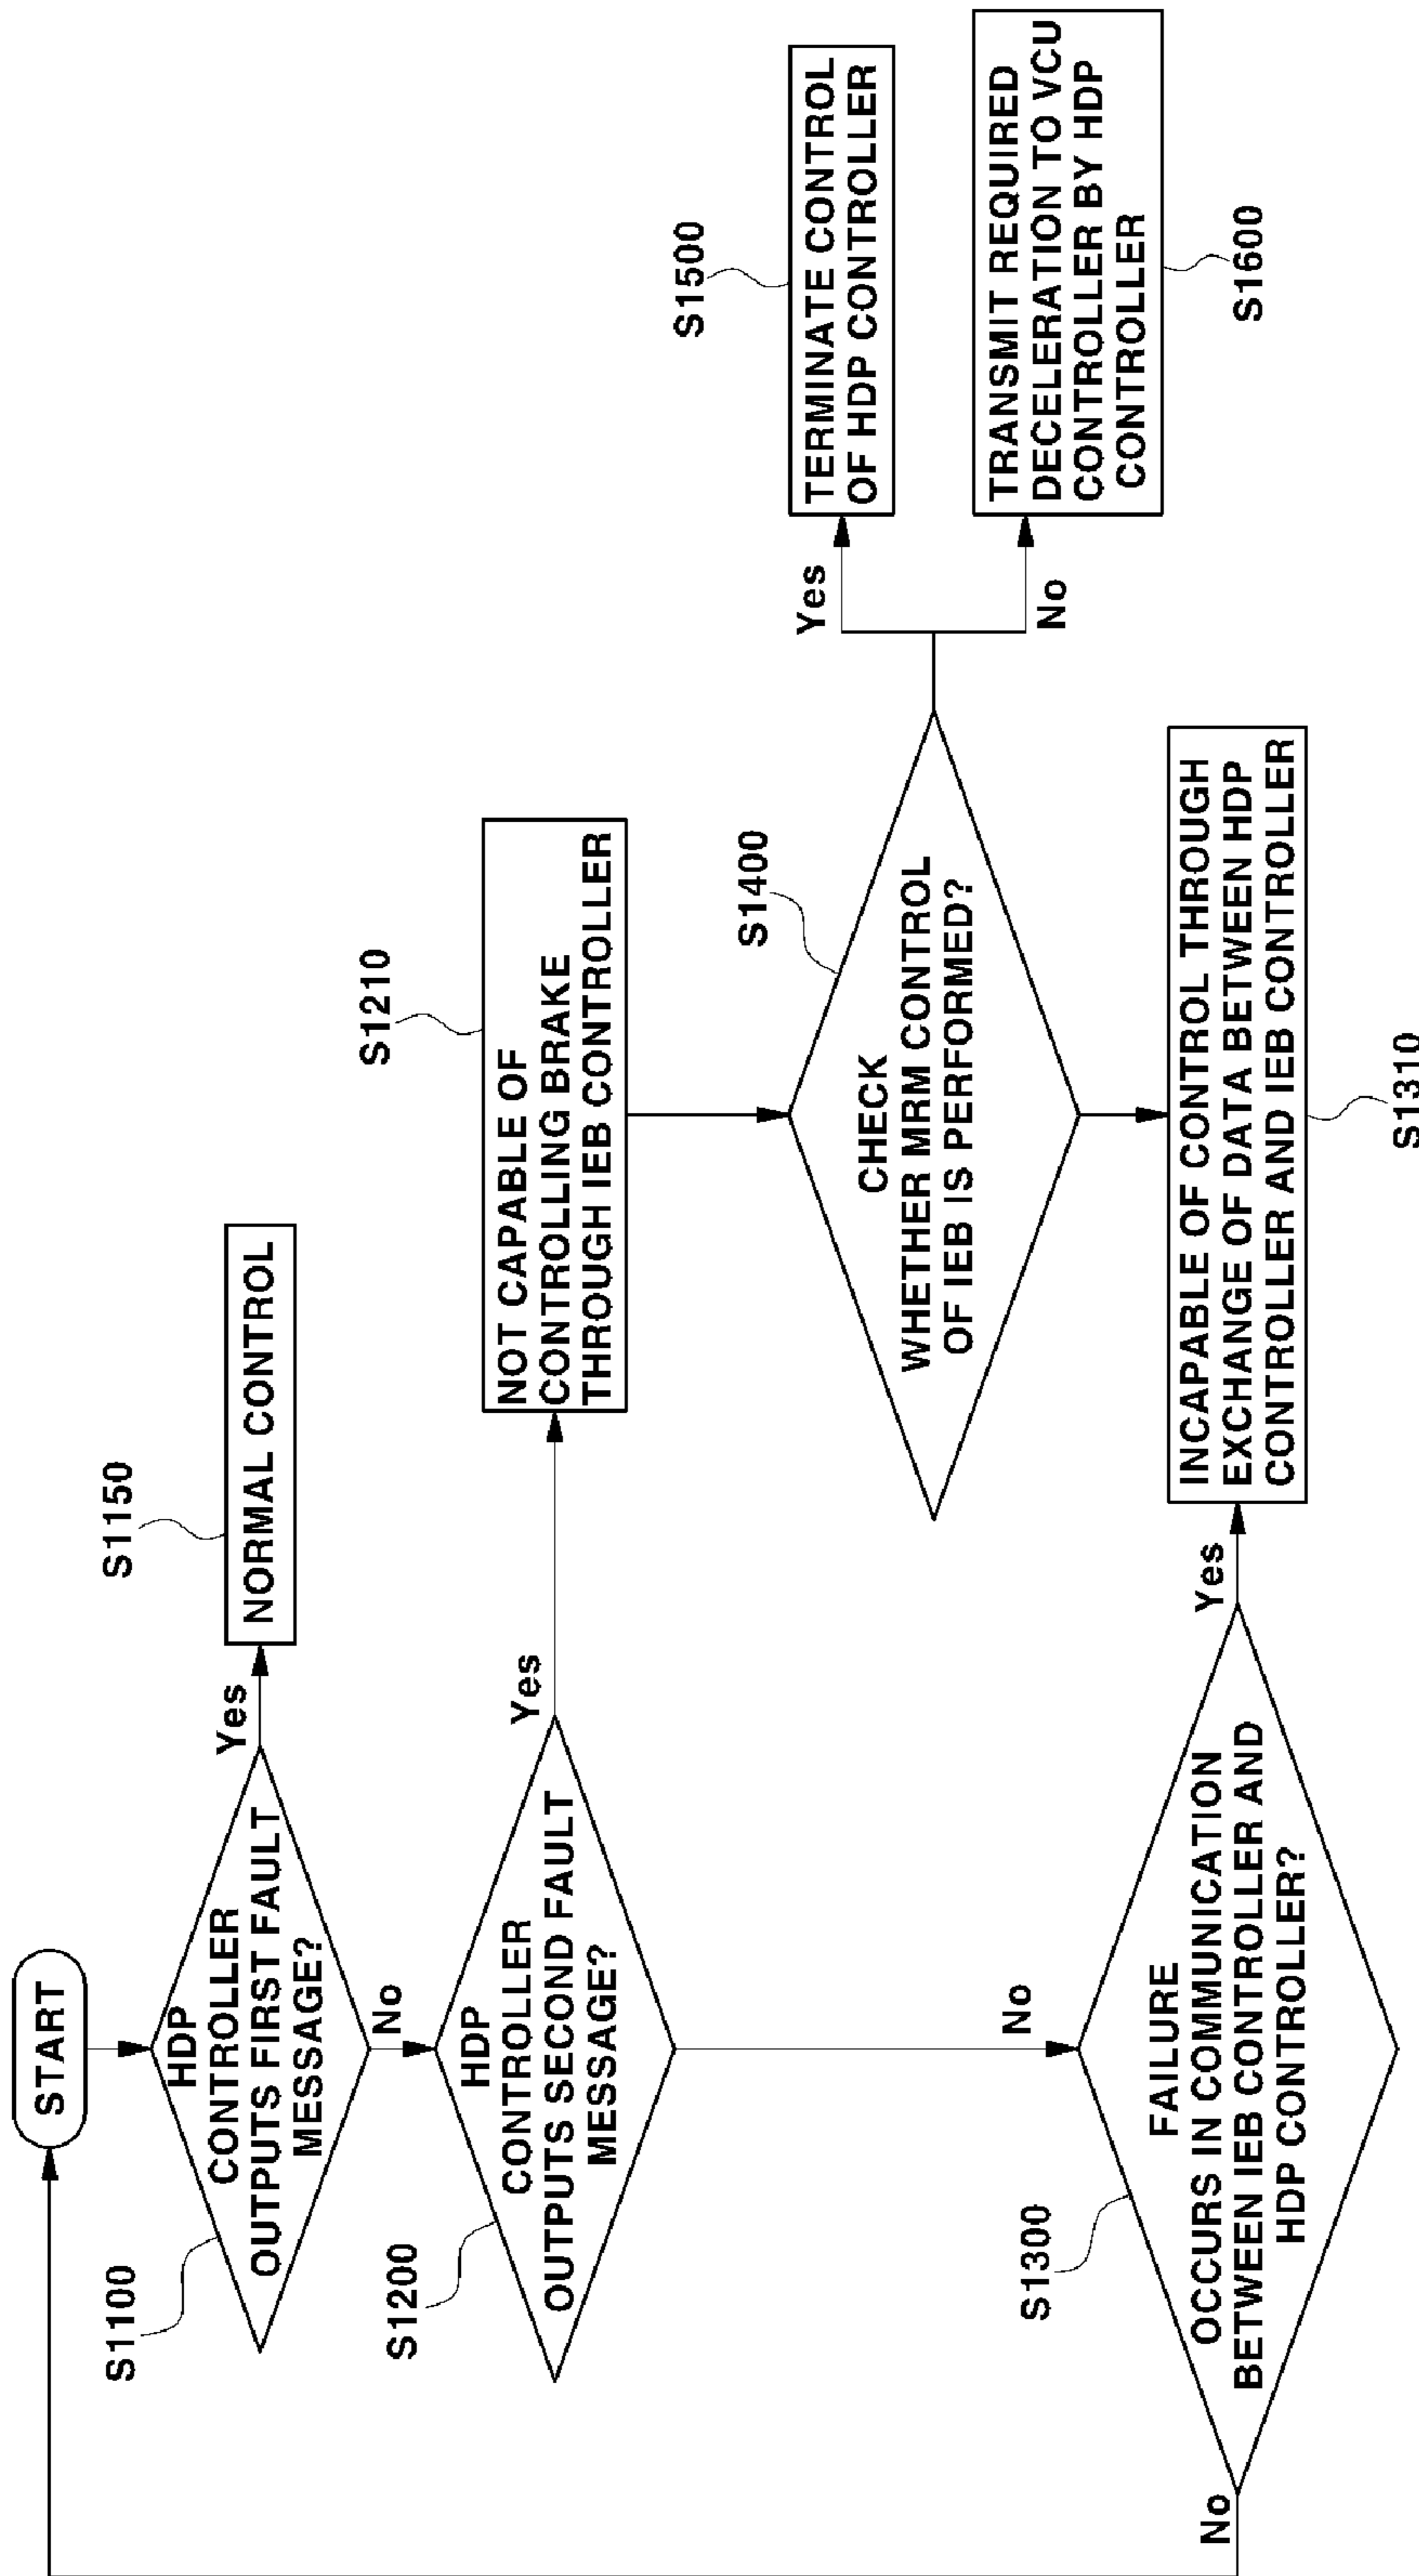 START
S1100
HDP
CONTROLLER
OUTPUTS FIRST FAULT
MESSAGE?
Yes
S1150
NORMAL CONTROL
No
S1200
HDP
CONTROLLER
OUTPUTS SECOND FAULT
MESSAGE?
Yes
S1210
NOT CAPABLE OF
CONTROLLING BRAKE
THROUGH IEB CONTROLLER
S1400
CHECK
WHETHER MRM CONTROL
OF IEB IS PERFORMED?
Yes
S1500
TERMINATE CONTROL
OF HDP CONTROLLER
No
TRANSMIT REQUIRED
DECELERATION TO VCU
CONTROLLER BY HDP
CONTROLLER
S1600
No
S1300
FAILURE
OCCURS IN COMMUNICATION
BETWEEN IEB CONTROLLER AND
HDP CONTROLLER?
No
Yes
INCAPABLE OF CONTROL THROUGH
EXCHANGE OF DATA BETWEEN HDP
CONTROLLER AND IEB CONTROLLER
S1310